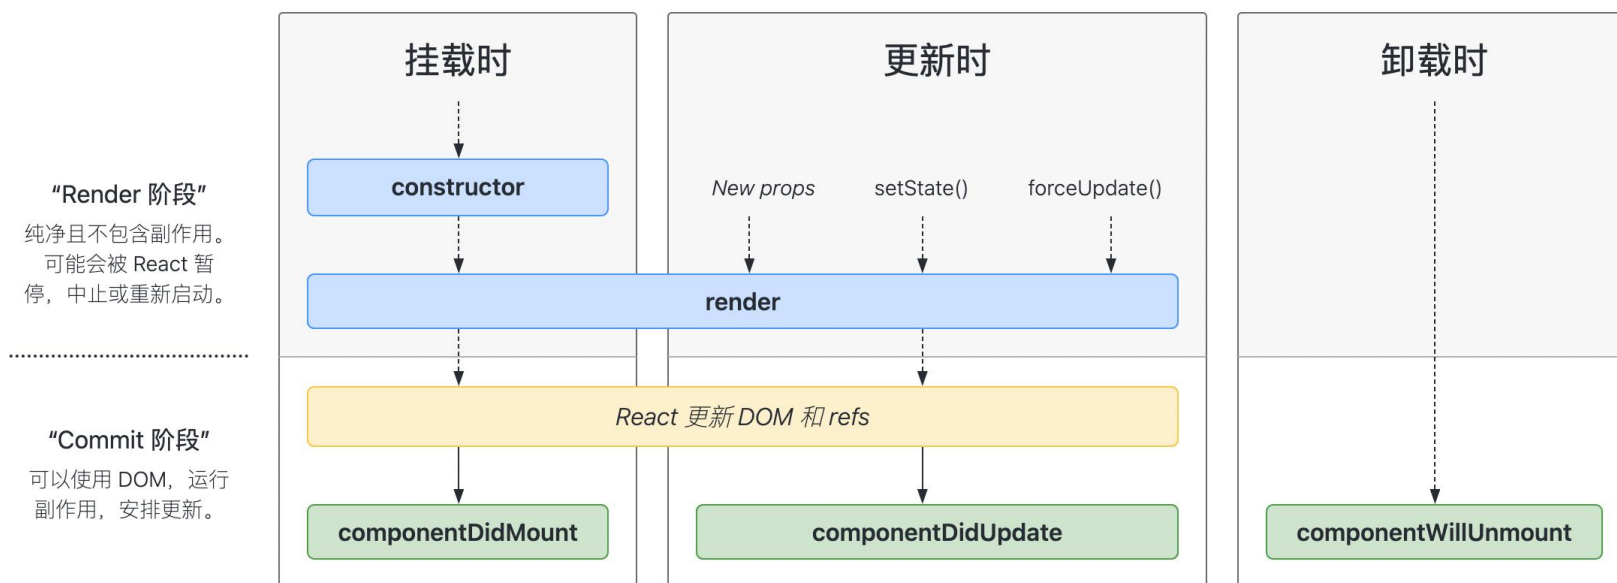 挂载时
更新时
卸载时
“Render 阶段”
纯净且不包含副作用。
可能会被 React 暂
停，中止或重新启动。
constructor
New props
setState()
forceUpdate()
render
“Commit 阶段”
可以使用 DOM，运行
副作用，安排更新。
React 更新 DOM 和 refs
componentDidMount
componentDidUpdate
componentWillUnmount